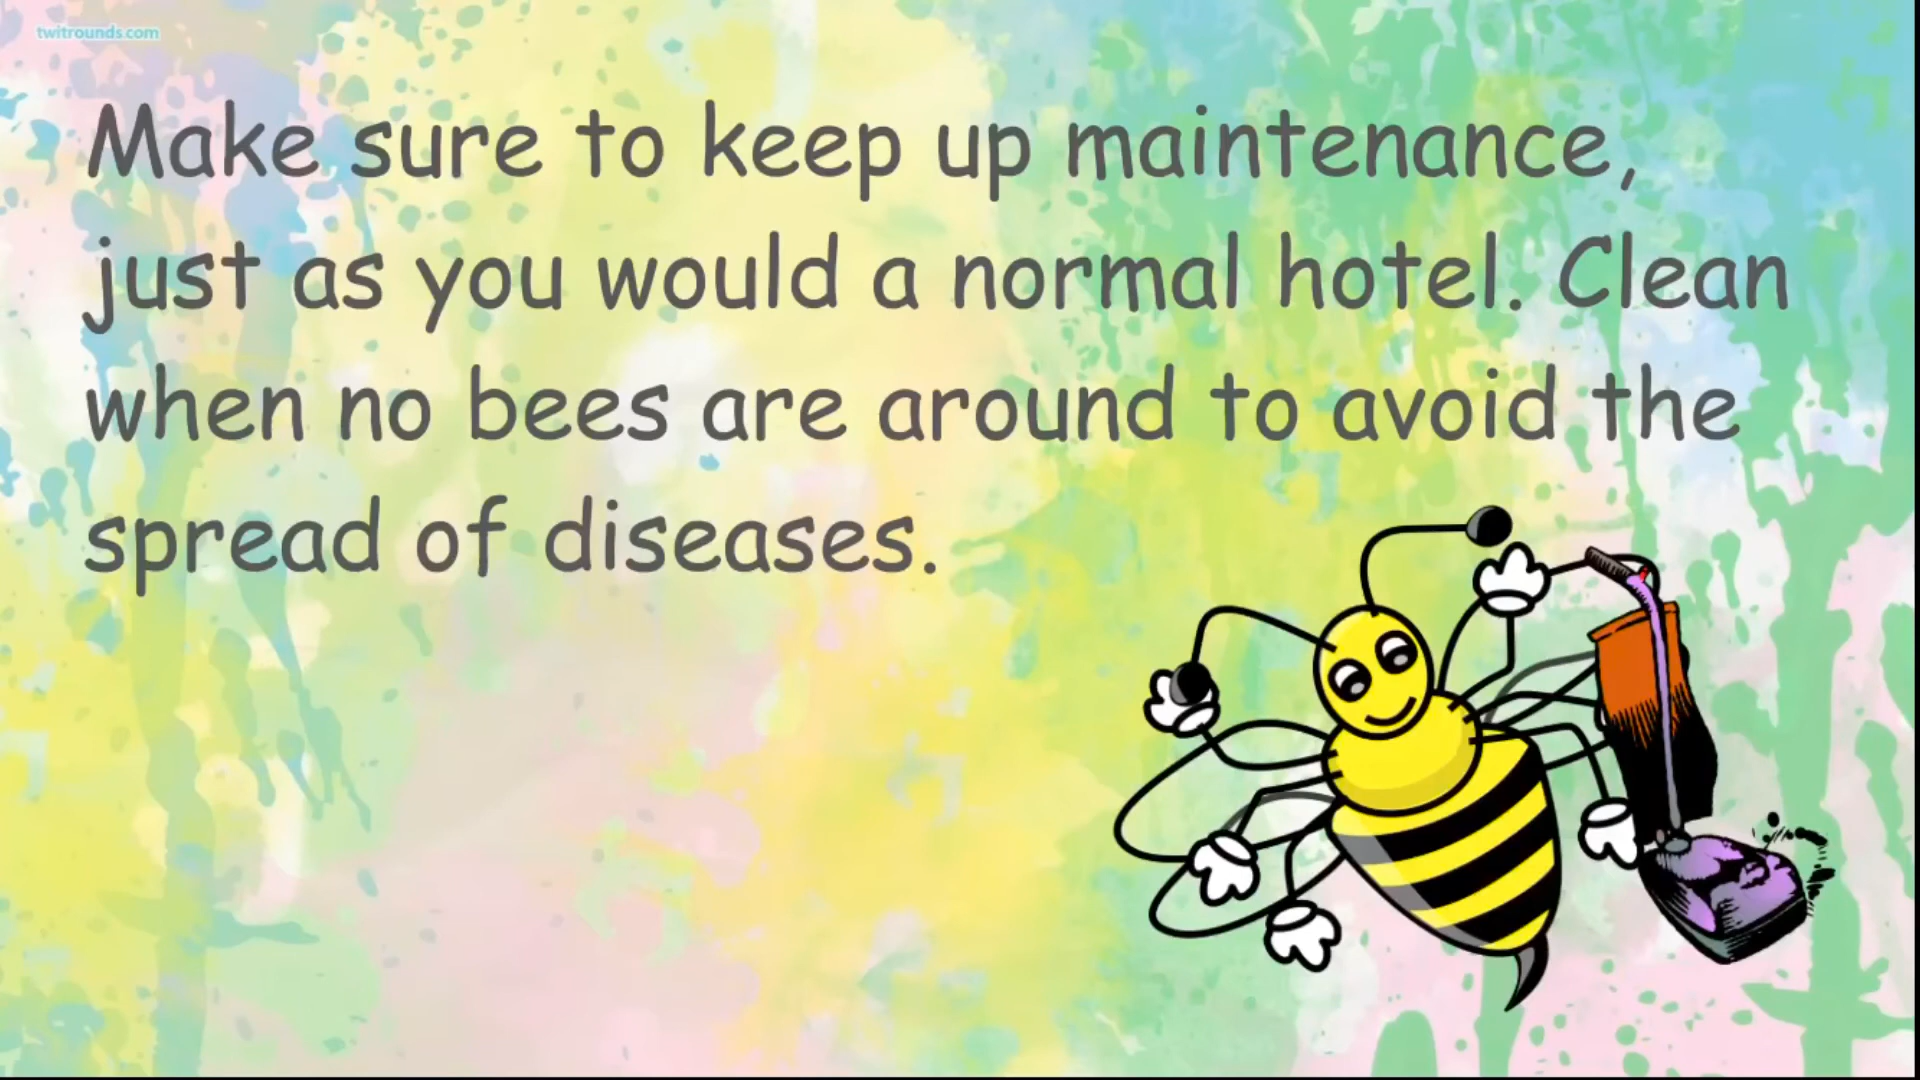 twitrounds.com
Make sure to keep up maintenance,
just as you would a normal hotel. Clean
when no bees are around to avoid the
spread of diseases.